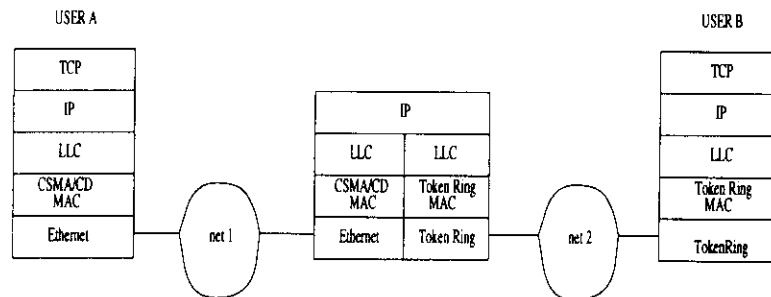 USER A
USER B
TCP
IP
LLC
CSMA/CD
MAC
Ethernet
net 1
IP
LLC
LLC
CSMA/CD
MAC
Token Ring
MAC
Ethernet
Token Ring
net 2
TCP
IP
LLC
Token Ring
MAC
TokenRing